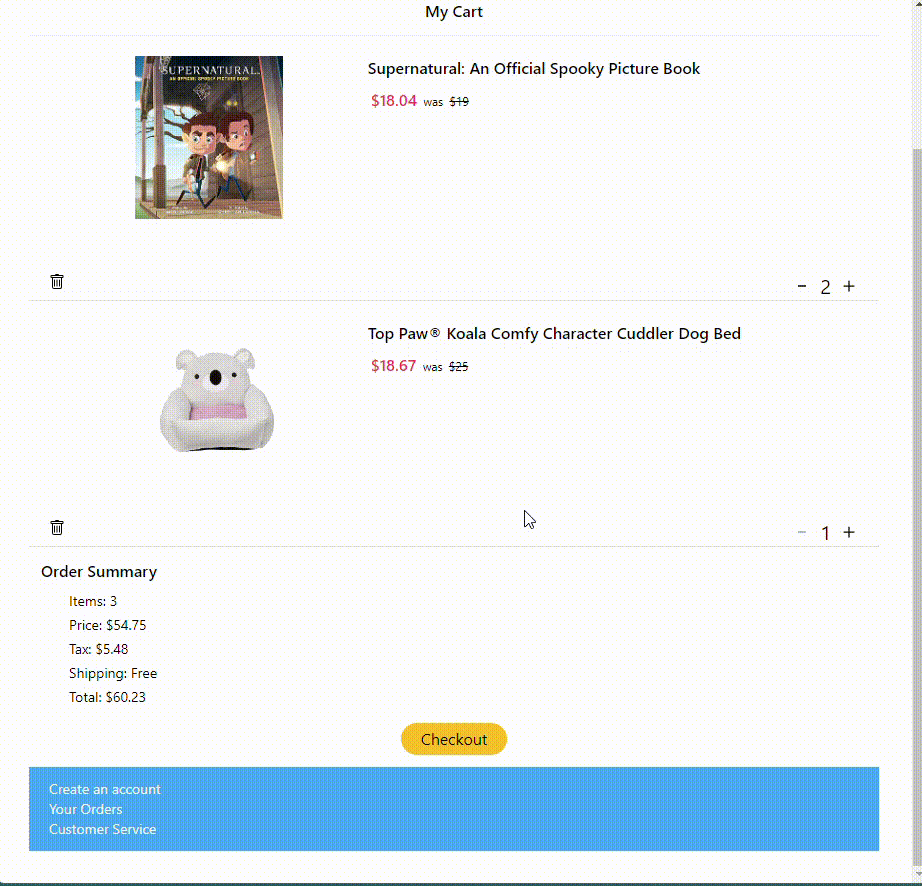 My Cart
SUPERNATURAL
AN OFFICIAL SPOOKY PICTURE BOOK
Supernatural: An Official Spooky Picture Book
$18.04 was $19
- 2 +
Top Paw® Koala Comfy Character Cuddler Dog Bed
$18.67 was $25
- 1 +
Order Summary
Items: 3
Price: $54.75
Tax: $5.48
Shipping: Free
Total: $60.23
Checkout
Create an account
Your Orders
Customer Service